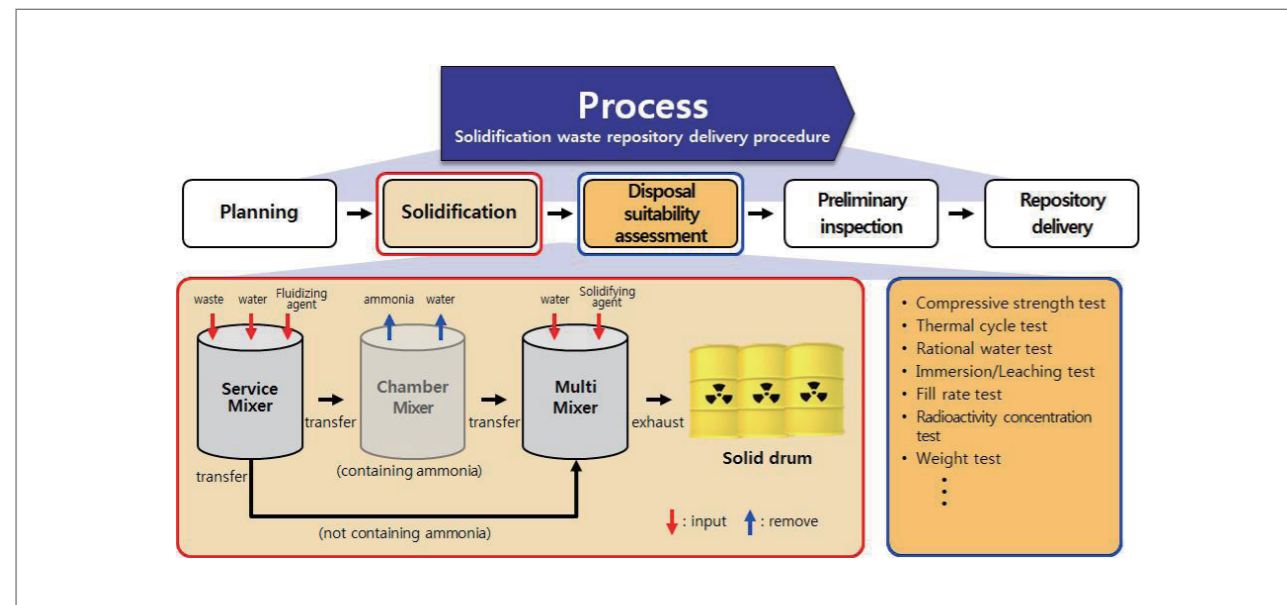 Process
Solidification waste repository delivery procedure
Planning
Solidification
Disposal
suitability
assessment
Preliminary
inspection
Repository
delivery
waste
water
Fluidizing
agent
ammonia
water
water
Solidifying
agent
Service
Mixer
transfer
Chamber
Mixer
transfer
Multi
Mixer
exhaust
Solid drum
transfer
(containing ammonia)
(not containing ammonia)
: input
: remove
• Compressive strength test
• Thermal cycle test
• Rational water test
• Immersion/Leaching test
• Fill rate test
• Radioactivity concentration
test
• Weight test